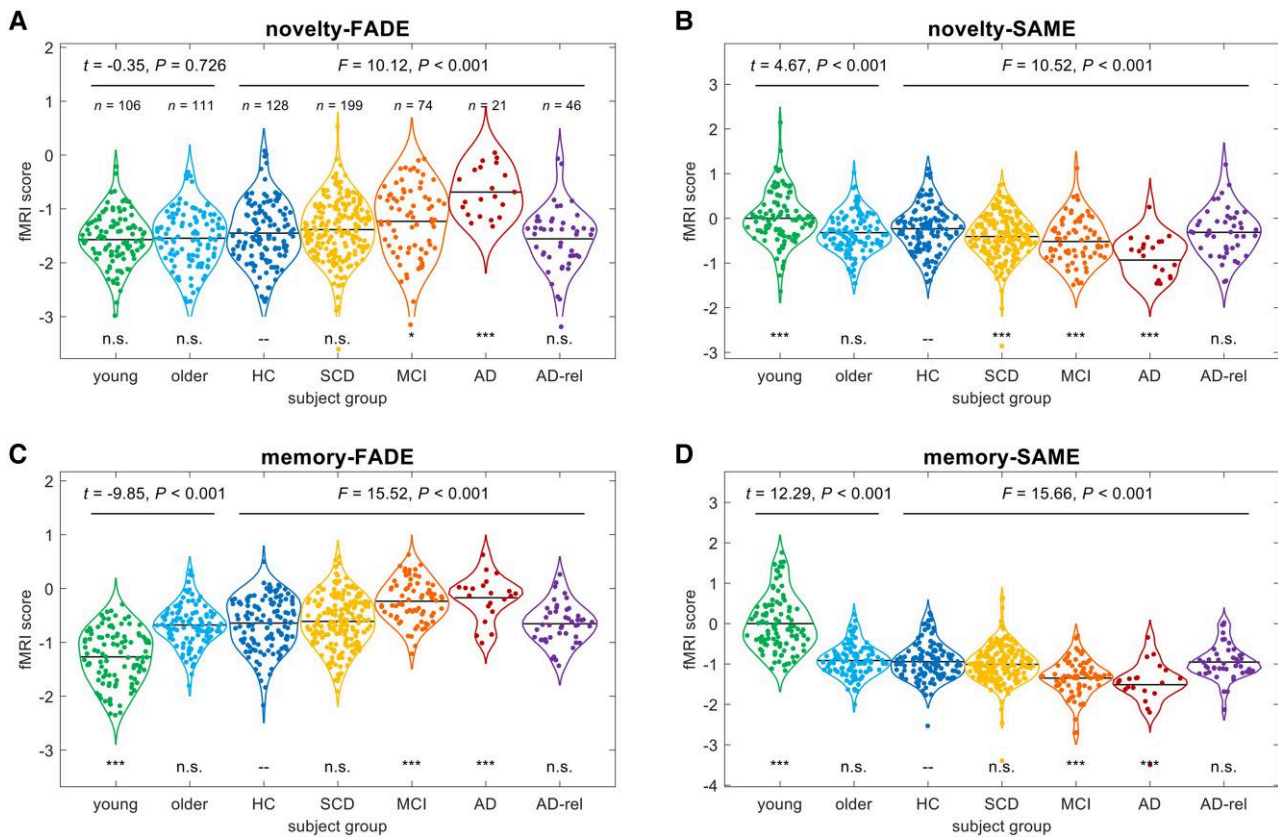 A
novelty-FADE
t = -0.35, P = 0.726
F = 10.12, P < 0.001
n = 106
n = 111
n = 128
n = 199
n = 74
n = 21
n = 46
2
1
0
-1
-2
-3
fMRI score
n.s.
n.s.
--
n.s.
*
***
n.s.
young
older
HC
SCD
MCI
AD
AD-rel
subject group
B
novelty-SAME
t = 4.67, P < 0.001
F = 10.52, P < 0.001
3
2
1
0
-1
-2
-3
fMRI score
***
n.s.
--
***
***
***
n.s.
young
older
HC
SCD
MCI
AD
AD-rel
subject group
C
memory-FADE
t = -9.85, P < 0.001
F = 15.52, P < 0.001
2
1
0
-1
-2
-3
fMRI score
***
n.s.
--
n.s.
***
***
n.s.
young
older
HC
SCD
MCI
AD
AD-rel
subject group
D
memory-SAME
t = 12.29, P < 0.001
F = 15.66, P < 0.001
3
2
1
0
-1
-2
-3
-4
fMRI score
***
n.s.
--
n.s.
***
***
n.s.
young
older
HC
SCD
MCI
AD
AD-rel
subject group